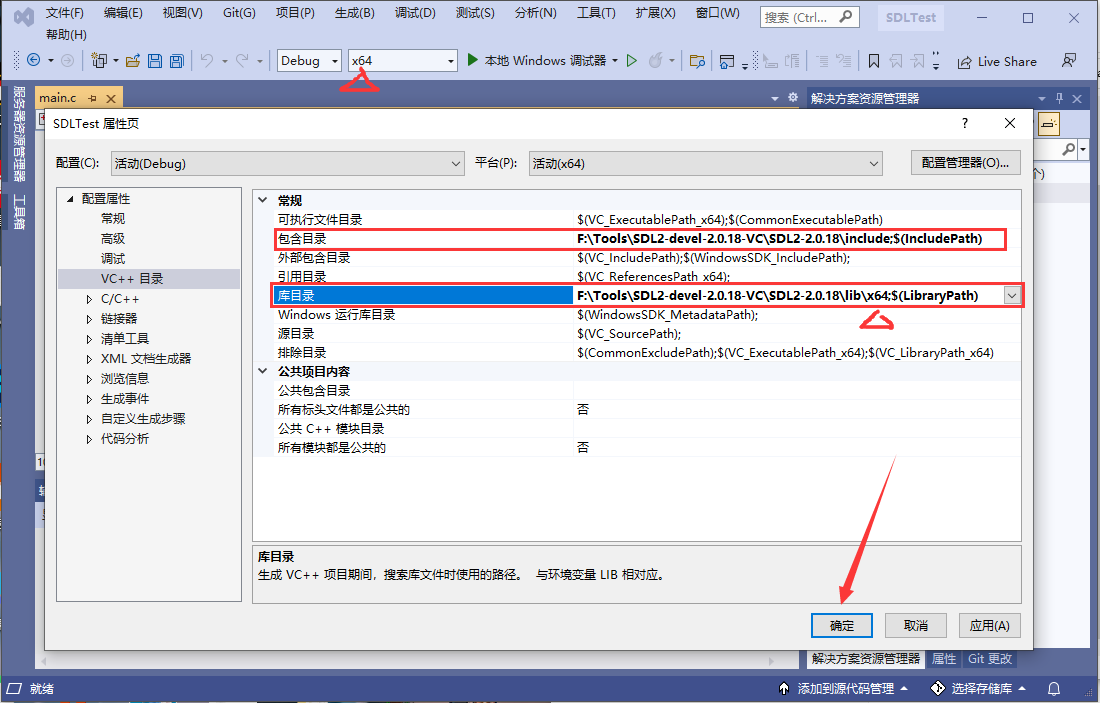 文件(F) 编辑(E) 视图(V) Git(G) 项目(P) 生成(B) 调试(D) 测试(S) 分析(N) 工具(T) 扩展(X) 窗口(W) 搜索 (Ctrl... SDLTest
帮助(H)
Debug x64 本地 Windows 调试器 Live Share
服务器资源管理器
工具箱
main.c 解决方案资源管理器
SDLTest 属性页
配置(C): 活动(Debug) 平台(P): 活动(x64) 配置管理器(O)...
配置属性
常规
高级
调试
VC++ 目录
C/C++
链接器
清单工具
XML 文档生成器
浏览信息
生成事件
自定义生成步骤
代码分析
常规
可执行文件目录 $(VC_ExecutablePath_x64);$(CommonExecutablePath)
包含目录 F:\Tools\SDL2-devel-2.0.18-VC\SDL2-2.0.18\include;$(IncludePath)
外部包含目录 $(VC_IncludePath);$(WindowsSDK_IncludePath);
引用目录 $(VC_ReferencesPath_x64);
库目录 F:\Tools\SDL2-devel-2.0.18-VC\SDL2-2.0.18\lib\x64;$(LibraryPath)
Windows 运行库目录 $(WindowsSDK_MetadataPath);
源目录 $(VC_SourcePath);
排除目录 $(CommonExcludePath);$(VC_ExecutablePath_x64);$(VC_LibraryPath_x64)
公共项目内容
公共包含目录
所有标头文件都是公共的 否
公共 C++ 模块目录
所有模块都是公共的 否
库目录
生成 VC++ 项目期间，搜索库文件时使用的路径。 与环境变量 LIB 相对应。
确定 取消 应用(A)
解决方案资源管理器 属性 Git 更改
就绪 添加到源代码管理 选择存储库